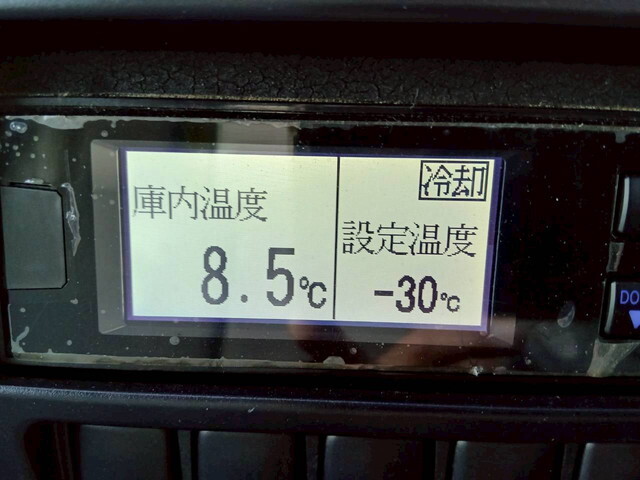 庫内温度
8.5℃
冷却
設定温度
-30℃
DO
▼